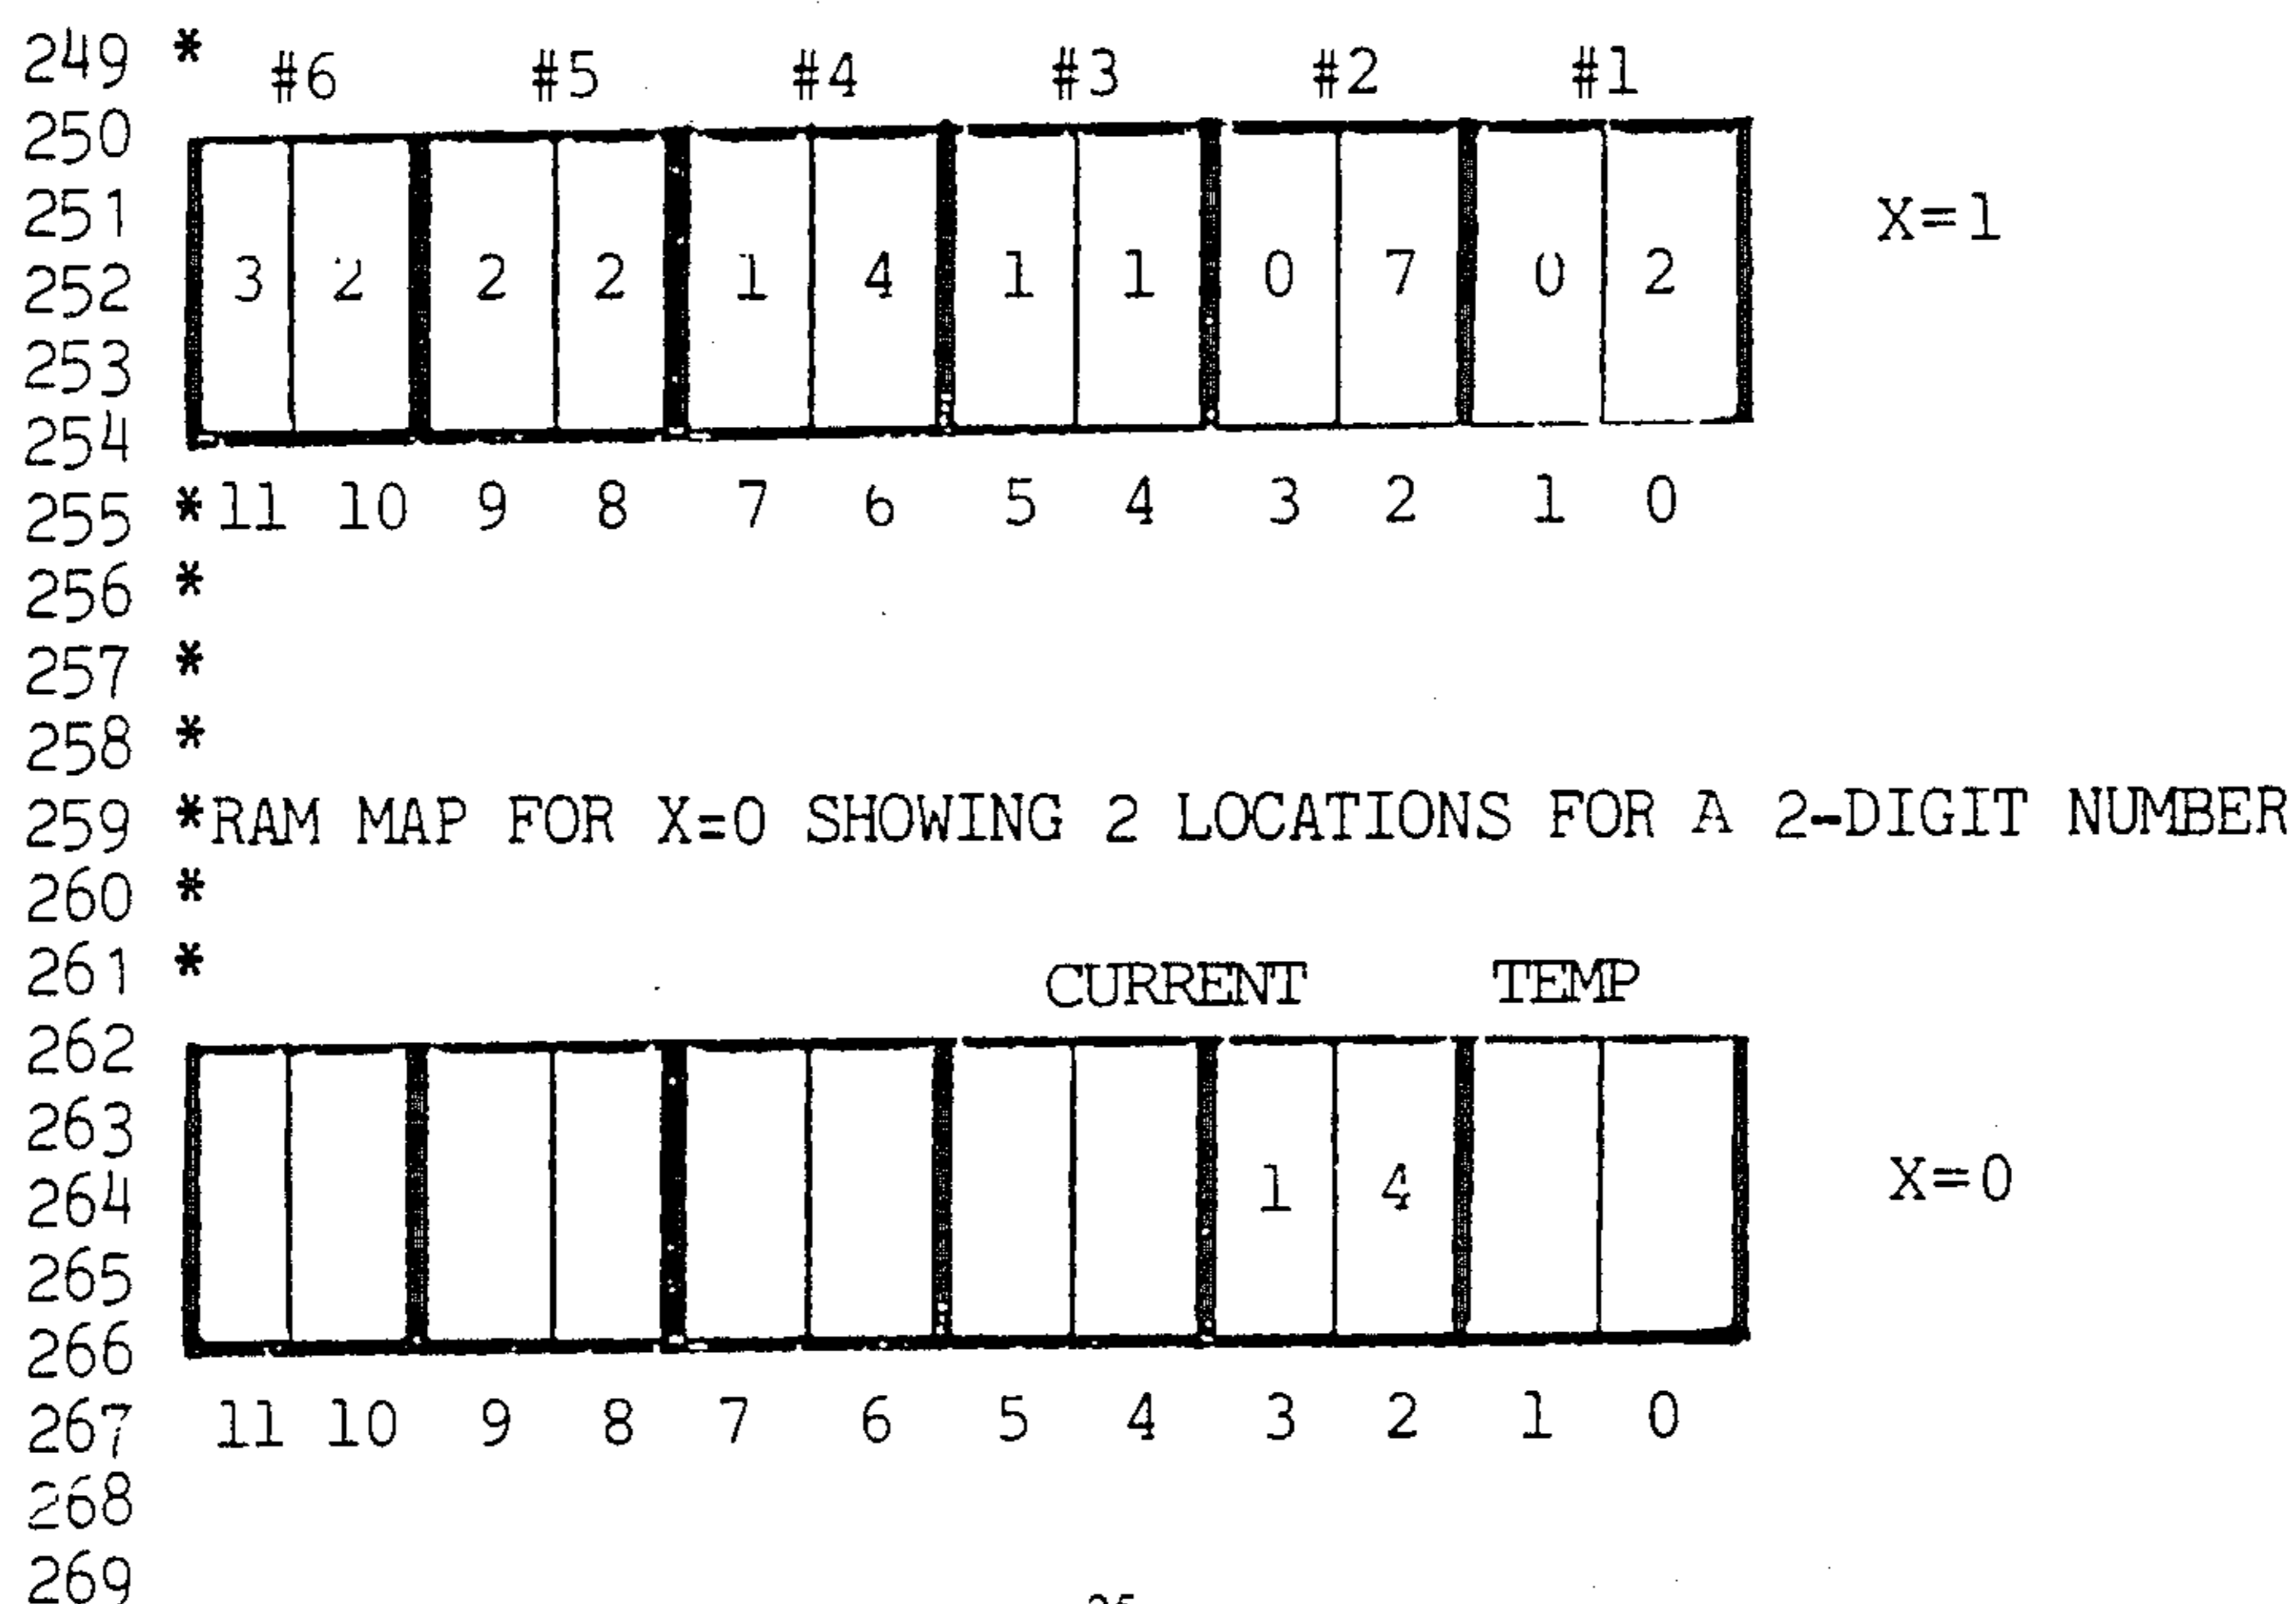 249 * #6 #5 #4 #3 #2 #1
250
251 X=1
252 3 2 2 2 1 4 1 1 0 7 0 2
253
254
255 * 11 10 9 8 7 6 5 4 3 2 1 0
256 *
257 *
258 *
259 *RAM MAP FOR X=0 SHOWING 2 LOCATIONS FOR A 2-DIGIT NUMBER
260 *
261 * CURRENT TEMP
262
263
264 1 4 X=0
265
266
267 11 10 9 8 7 6 5 4 3 2 1 0
268
269